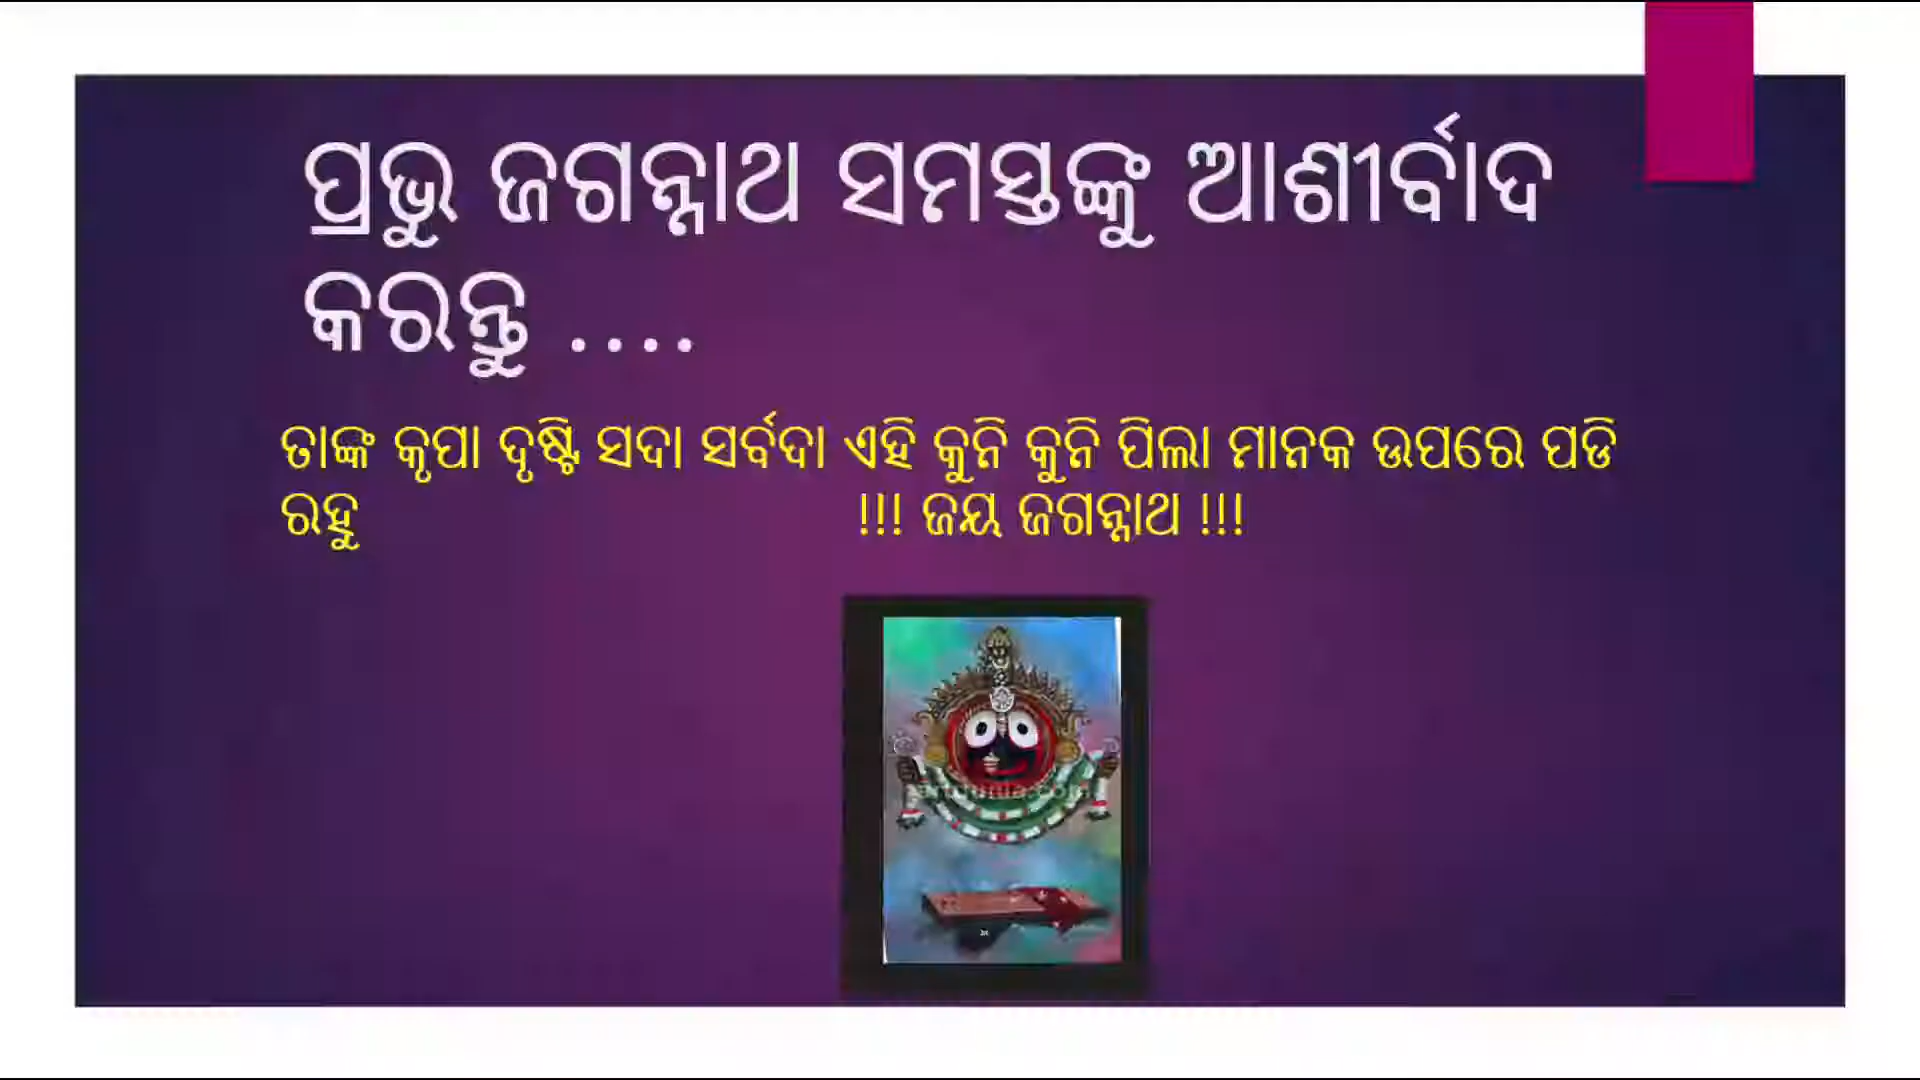 ପ୍ରଭୁ ଜଗନ୍ନାଥ ସମସ୍ତଙ୍କୁ ଆଶୀର୍ବାଦ
କରନ୍ତୁ ....
ତାଙ୍କ କୃପା ଦୃଷ୍ଟି ସଦା ସର୍ବଦା ଏହି କୁନି କୁନି ପିଲା ମାନକ ଉପରେ ପଡି
ରହୁ !!! ଜୟ ଜଗନ୍ନାଥ !!!